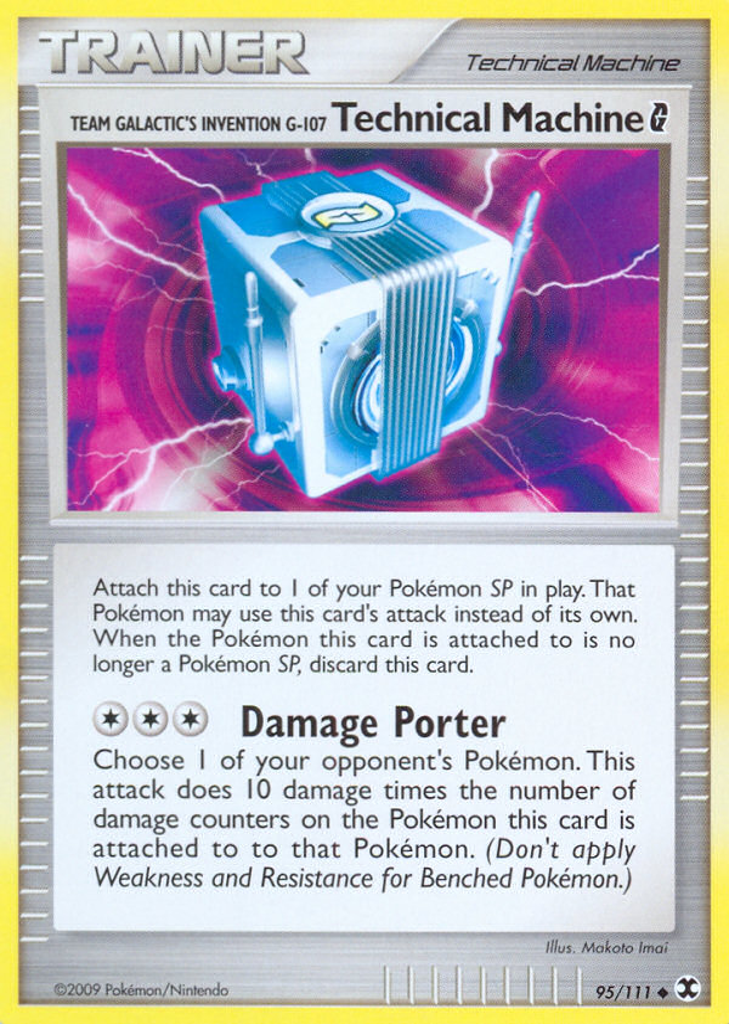 TRAINER
Technical Machine
TEAM GALACTIC'S INVENTION G-107 Technical Machine G
Attach this card to 1 of your Pokémon SP in play. That
Pokémon may use this card's attack instead of its own.
When the Pokémon this card is attached to is no
longer a Pokémon SP, discard this card.
Damage Porter
Choose 1 of your opponent's Pokémon. This
attack does 10 damage times the number of
damage counters on the Pokémon this card is
attached to to that Pokémon. (Don't apply
Weakness and Resistance for Benched Pokémon.)
Illus. Makoto Imai
©2009 Pokémon/Nintendo
95/111